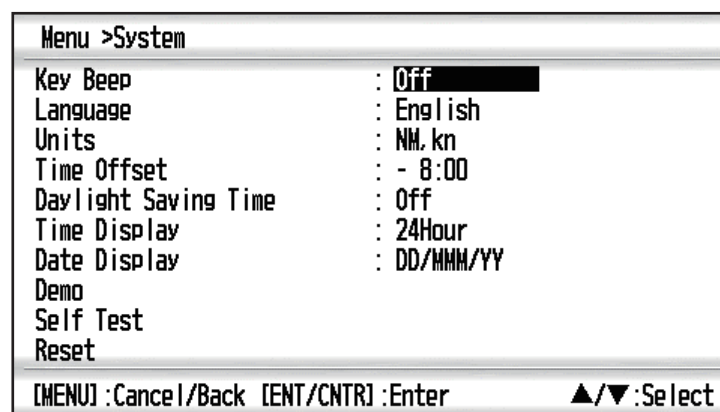 Menu >System
Key Beep : Off
Language : English
Units : NM,kn
Time Offset : - 8:00
Daylight Saving Time : Off
Time Display : 24Hour
Date Display : DD/MMM/YY
Demo
Self Test
Reset
[MENU]:Cancel/Back [ENT/CNTR]:Enter ▲/▼:Select